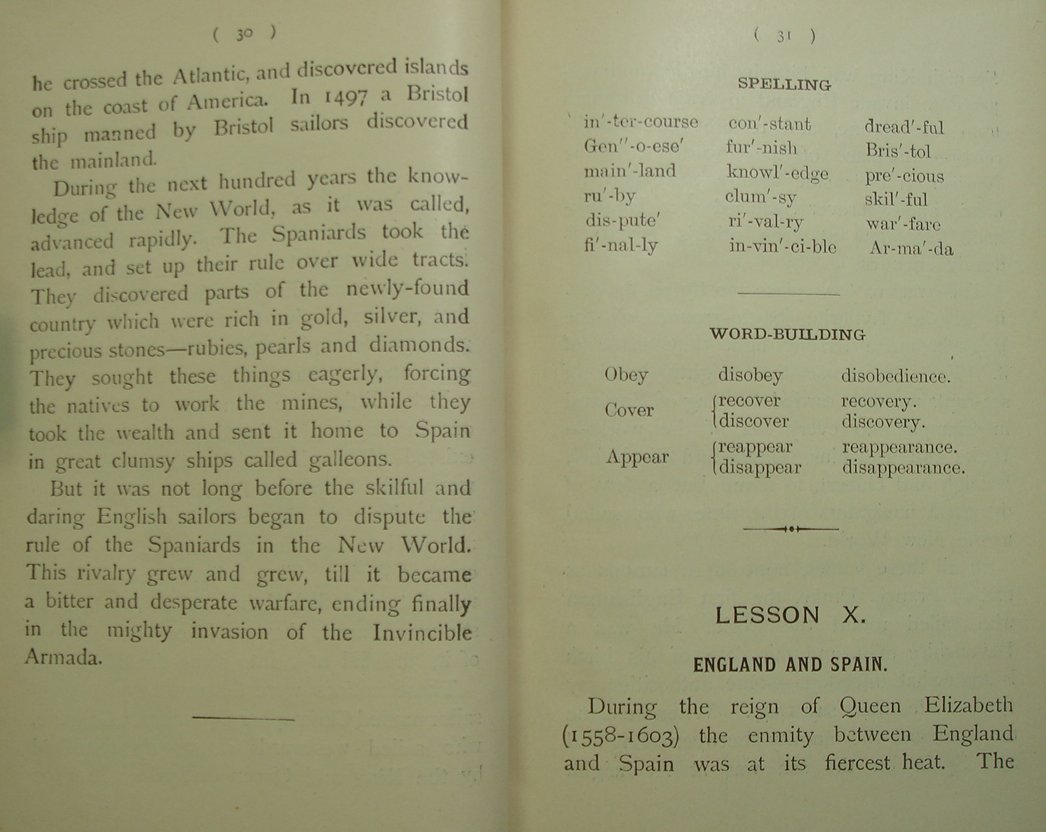 ( 30 )
he crossed the Atlantic, and discovered islands
on the coast of America. In 1497 a Bristol
ship manned by Bristol sailors discovered
the mainland.
During the next hundred years the know-
ledge of the New World, as it was called,
advanced rapidly. The Spaniards took the
lead, and set up their rule over wide tracts.
They discovered parts of the newly-found
country which were rich in gold, silver, and
precious stones—rubies, pearls and diamonds.
They sought these things eagerly, forcing
the natives to work the mines, while they
took the wealth and sent it home to Spain
in great clumsy ships called galleons.
But it was not long before the skilful and
daring English sailors began to dispute the
rule of the Spaniards in the New World.
This rivalry grew and grew, till it became
a bitter and desperate warfare, ending finally
in the mighty invasion of the Invincible
Armada.
( 31 )
SPELLING
in'-ter-course con'-stant dread'-ful
Gen''-o-ese' fur'-nish Bris'-tol
main'-land knowl'-edge pre'-cious
ru'-by clum'-sy skil'-ful
dis-pute' ri'-val-ry war'-fare
fi'-nal-ly in-vin'-ci-ble Ar-ma'-da
WORD-BUILDING
Obey disobey disobedience.
Cover { recover recovery.
discover discovery.
Appear { reappear reappearance.
disappear disappearance.
LESSON X.
ENGLAND AND SPAIN.
During the reign of Queen Elizabeth
(1558-1603) the enmity between England
and Spain was at its fiercest heat. The